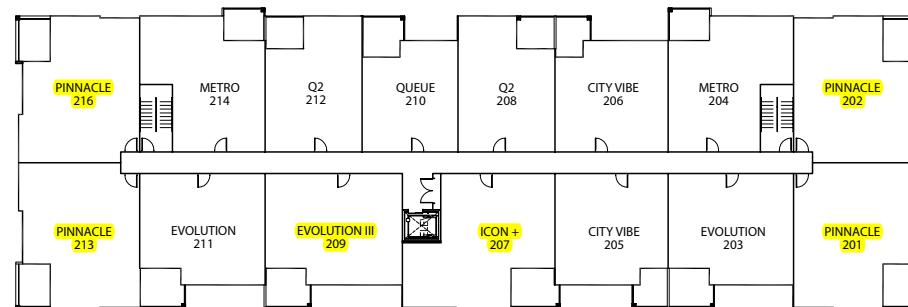 PINNACLE
216
METRO
214
Q2
212
QUEUE
210
Q2
208
CITY VIBE
206
METRO
204
PINNACLE
202
PINNACLE
213
EVOLUTION
211
EVOLUTION III
209
ICON +
207
CITY VIBE
205
EVOLUTION
203
PINNACLE
201